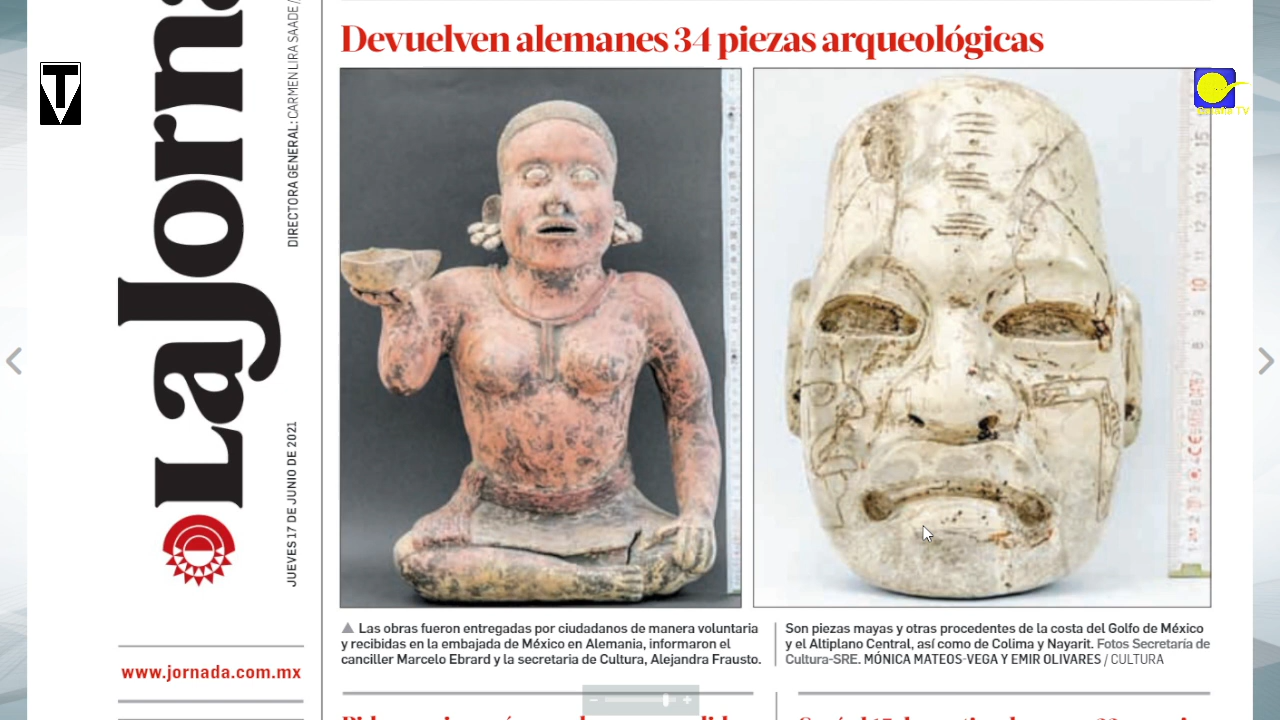 Devuelven alemanes 34 piezas arqueológicas
La Jorna
DIRECTORA GENERAL: CARMEN LIRA SAADE /
JUEVES 17 DE JUNIO DE 2021
www.jornada.com.mx
Las obras fueron entregadas por ciudadanos de manera voluntaria
y recibidas en la embajada de México en Alemania, informaron el
canciller Marcelo Ebrard y la secretaria de Cultura, Alejandra Frausto.
Son piezas mayas y otras procedentes de la costa del Golfo de México
y el Altiplano Central, así como de Colima y Nayarit. Fotos Secretaría de
Cultura-SRE. MÓNICA MATEOS-VEGA Y EMIR OLIVARES / CULTURA